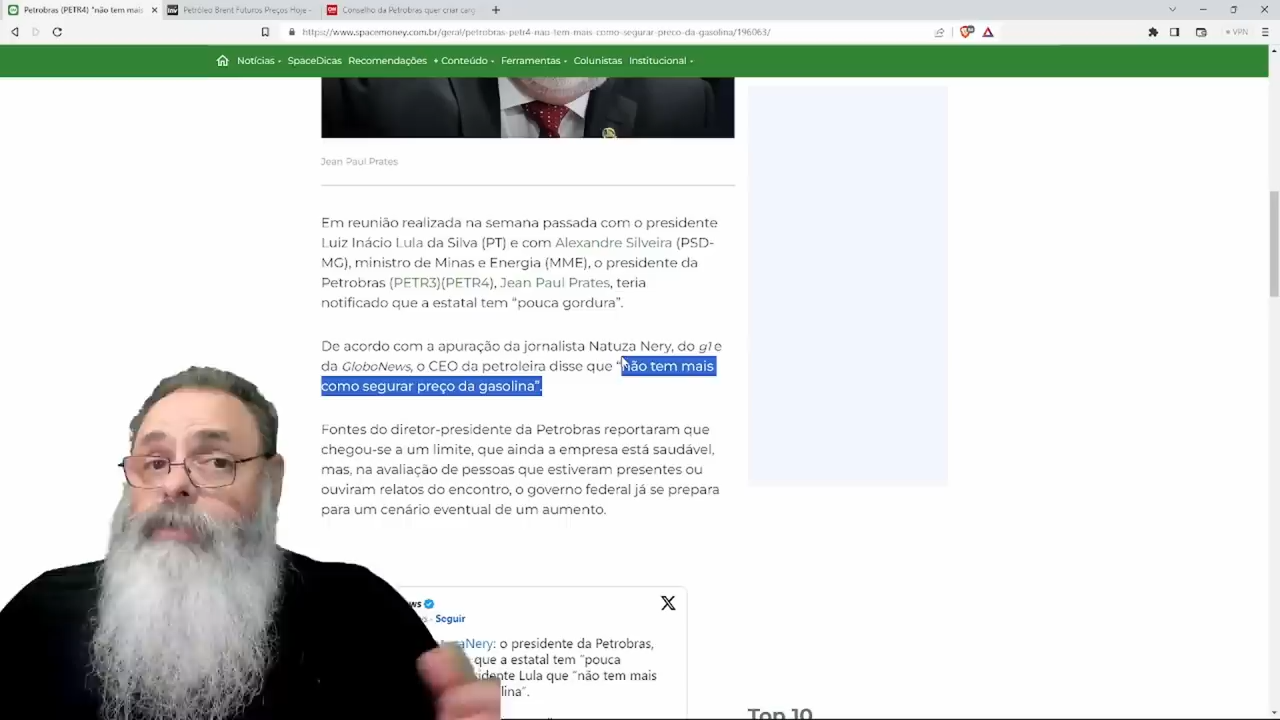 Petrobras (PETR4) "não tem mais
Petróleo Brent Futuros Preços Hoje -
Conselho da Petrobras quer criar carg
https://www.spacemoney.com.br/geral/petrobras-petr4-nao-tem-mais-como-segurar-preco-da-gasolina/196063/
VPN
Notícias SpaceDicas Recomendações + Conteúdo Ferramentas Colunistas Institucional
Jean Paul Prates
Em reunião realizada na semana passada com o presidente
Luiz Inácio Lula da Silva (PT) e com Alexandre Silveira (PSD-
MG), ministro de Minas e Energia (MME), o presidente da
Petrobras (PETR3)(PETR4), Jean Paul Prates, teria
notificado que a estatal tem “pouca gordura”.
De acordo com a apuração da jornalista Natuza Nery, do g1 e
da GloboNews, o CEO da petroleira disse que “não tem mais
como segurar preço da gasolina”.
Fontes do diretor-presidente da Petrobras reportaram que
chegou-se a um limite, que ainda a empresa está saudável,
mas, na avaliação de pessoas que estiveram presentes ou
ouviram relatos do encontro, o governo federal já se prepara
para um cenário eventual de um aumento.
Seguir
: o presidente da Petrobras,
que a estatal tem “pouca
Lula que “não tem mais
Top 10